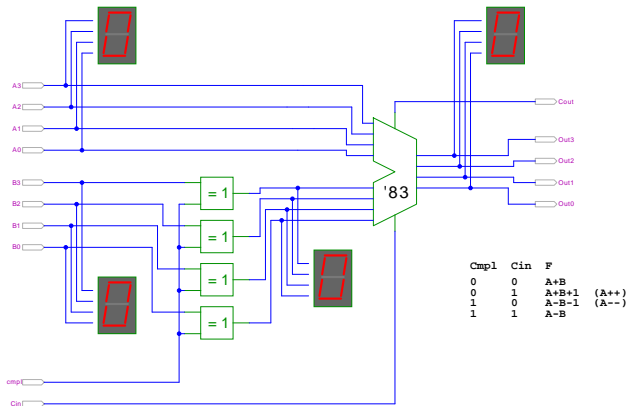 A3
A2
A1
A0
B3
B2
B1
B0
cmpl
Cin
= 1
= 1
= 1
= 1
'83
Cout
Out3
Out2
Out1
Out0
Cmpl Cin F
0 0 A+B
0 1 A+B+1 (A++)
1 0 A-B-1 (A--)
1 1 A-B